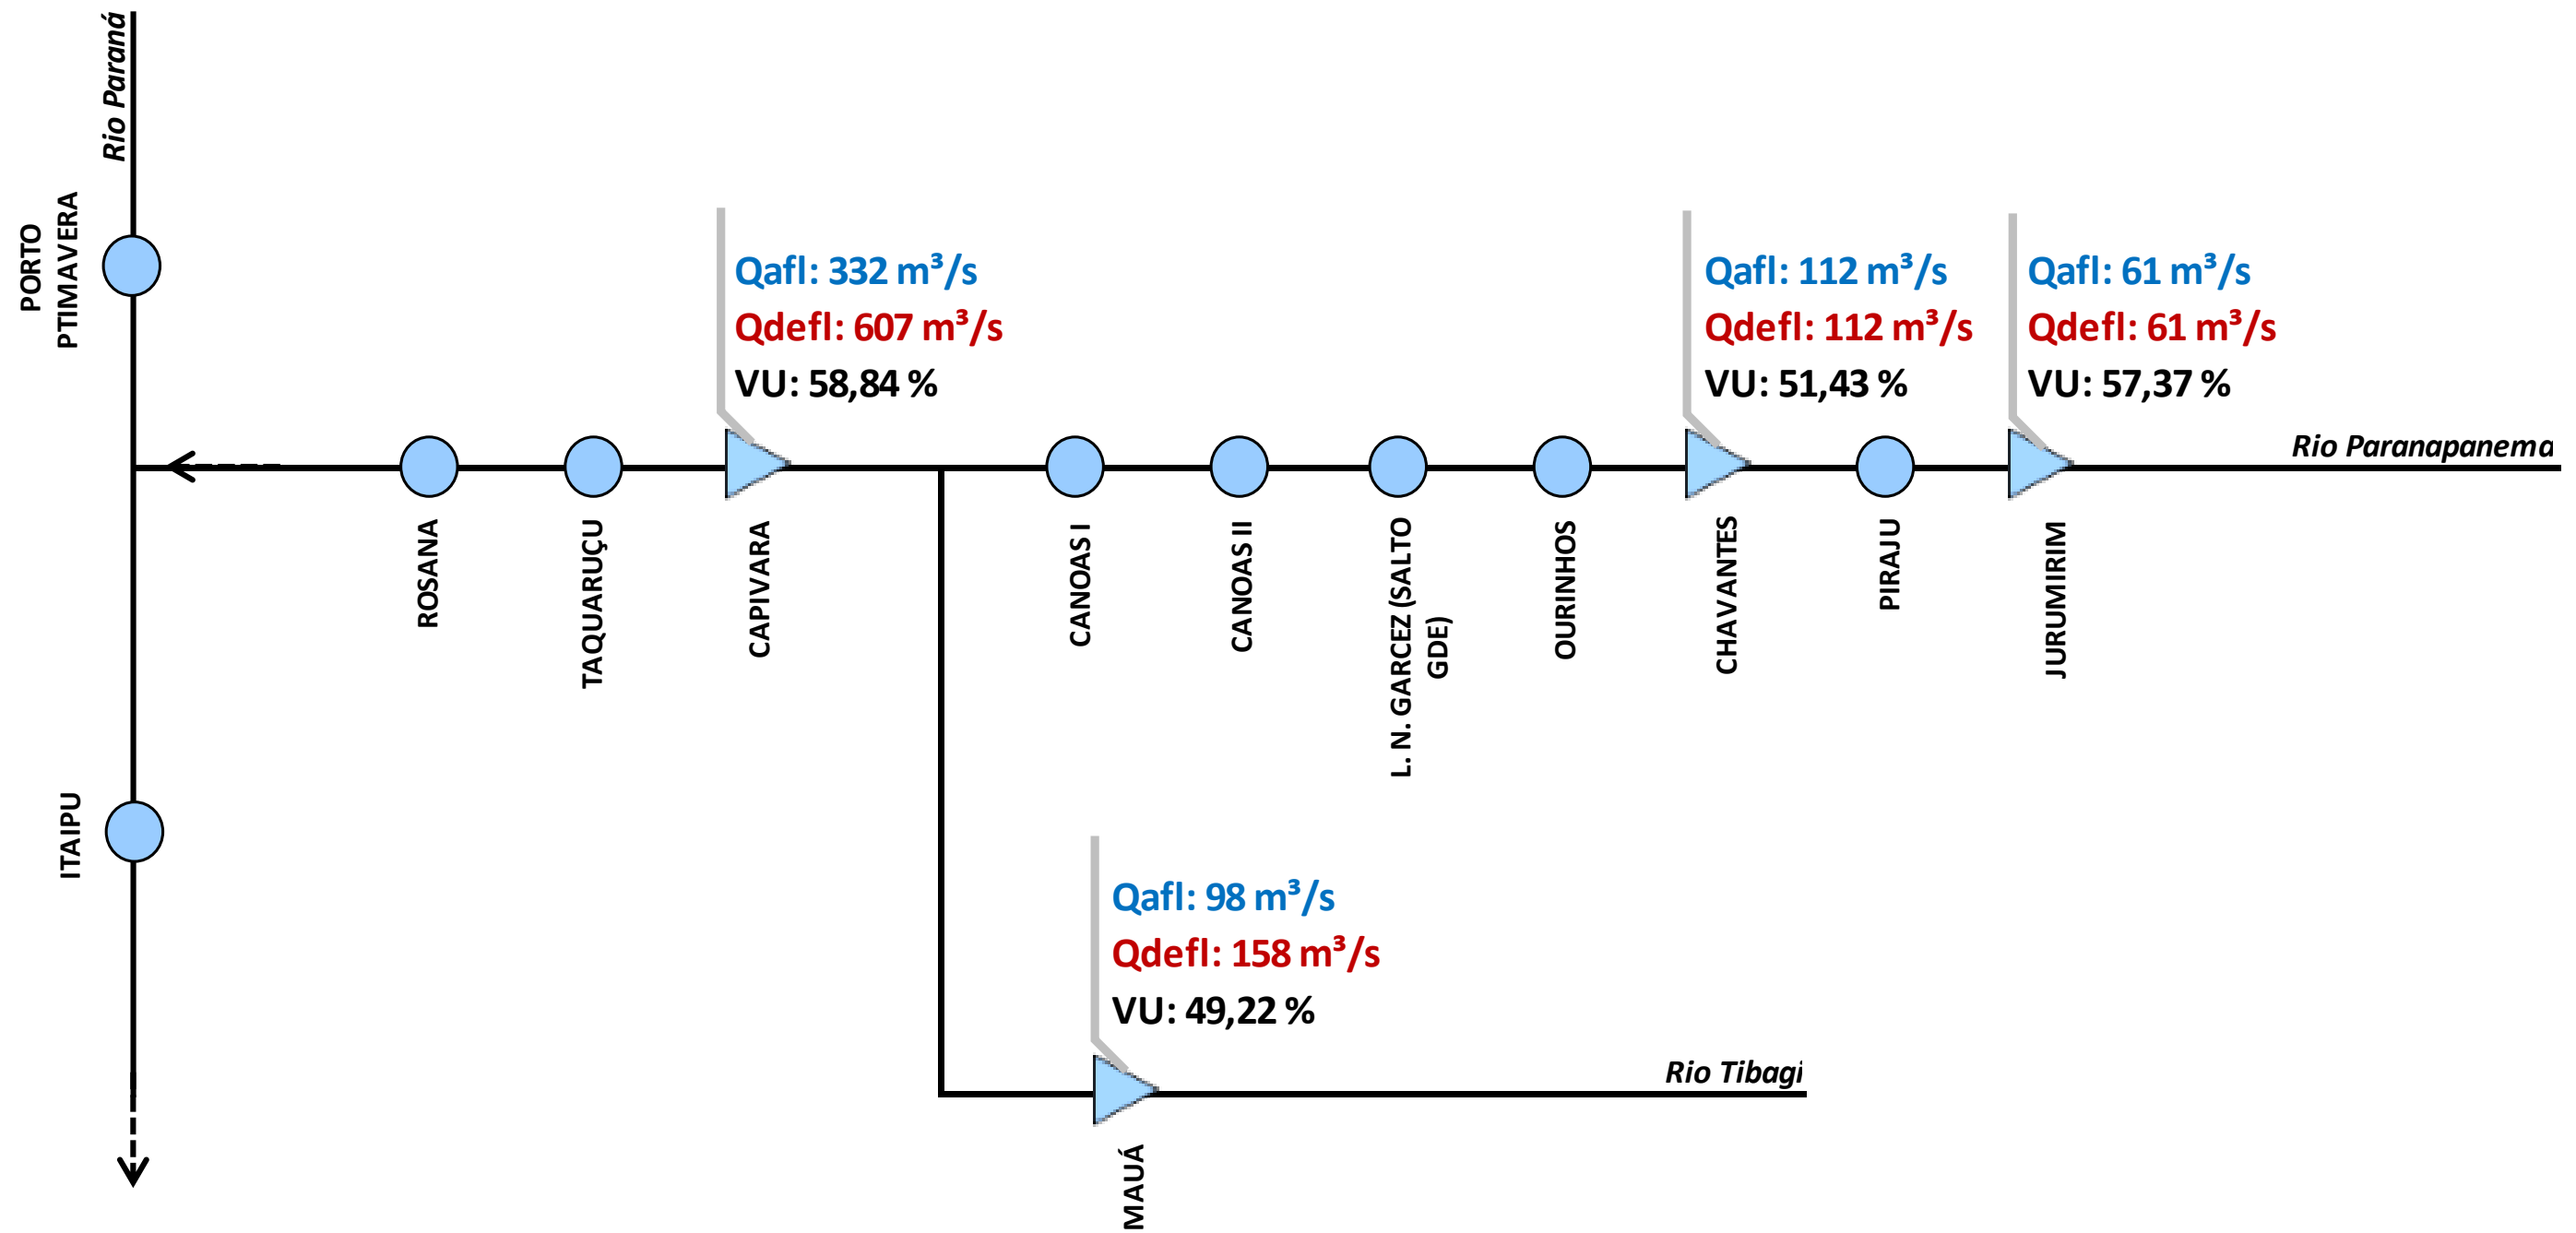 Rio Paraná
PORTO
PTIMAVERA
Qafl: 332 m³/s
Qdefl: 607 m³/s
VU: 58,84 %
Qafl: 112 m³/s
Qdefl: 112 m³/s
VU: 51,43 %
Qafl: 61 m³/s
Qdefl: 61 m³/s
VU: 57,37 %
Rio Paranapanema
ROSANA
TAQUARUÇU
CAPIVARA
CANOAS I
CANOAS II
L. N. GARCEZ (SALTO
GDE)
OURINHOS
CHAVANTES
PIRAJU
JURUMIRIM
ITAIPU
Qafl: 98 m³/s
Qdefl: 158 m³/s
VU: 49,22 %
Rio Tibagi
MAUÁ